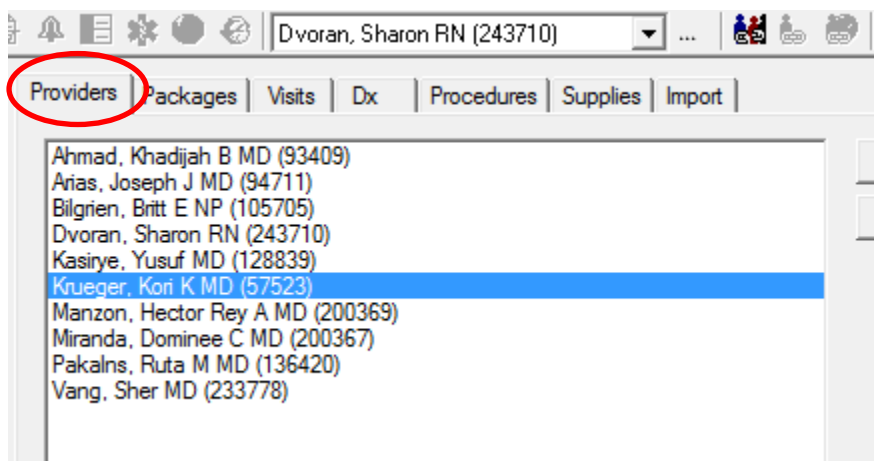 Dvoran, Sharon RN (243710) ...
Providers Packages Visits Dx Procedures Supplies Import
Ahmad, Khadijah B MD (93409)
Arias, Joseph J MD (94711)
Bilgrien, Britt E NP (105705)
Dvoran, Sharon RN (243710)
Kasirye, Yusuf MD (128839)
Krueger, Kori K MD (57523)
Manzon, Hector Rey A MD (200369)
Miranda, Dominee C MD (200367)
Pakalns, Ruta M MD (136420)
Vang, Sher MD (233778)